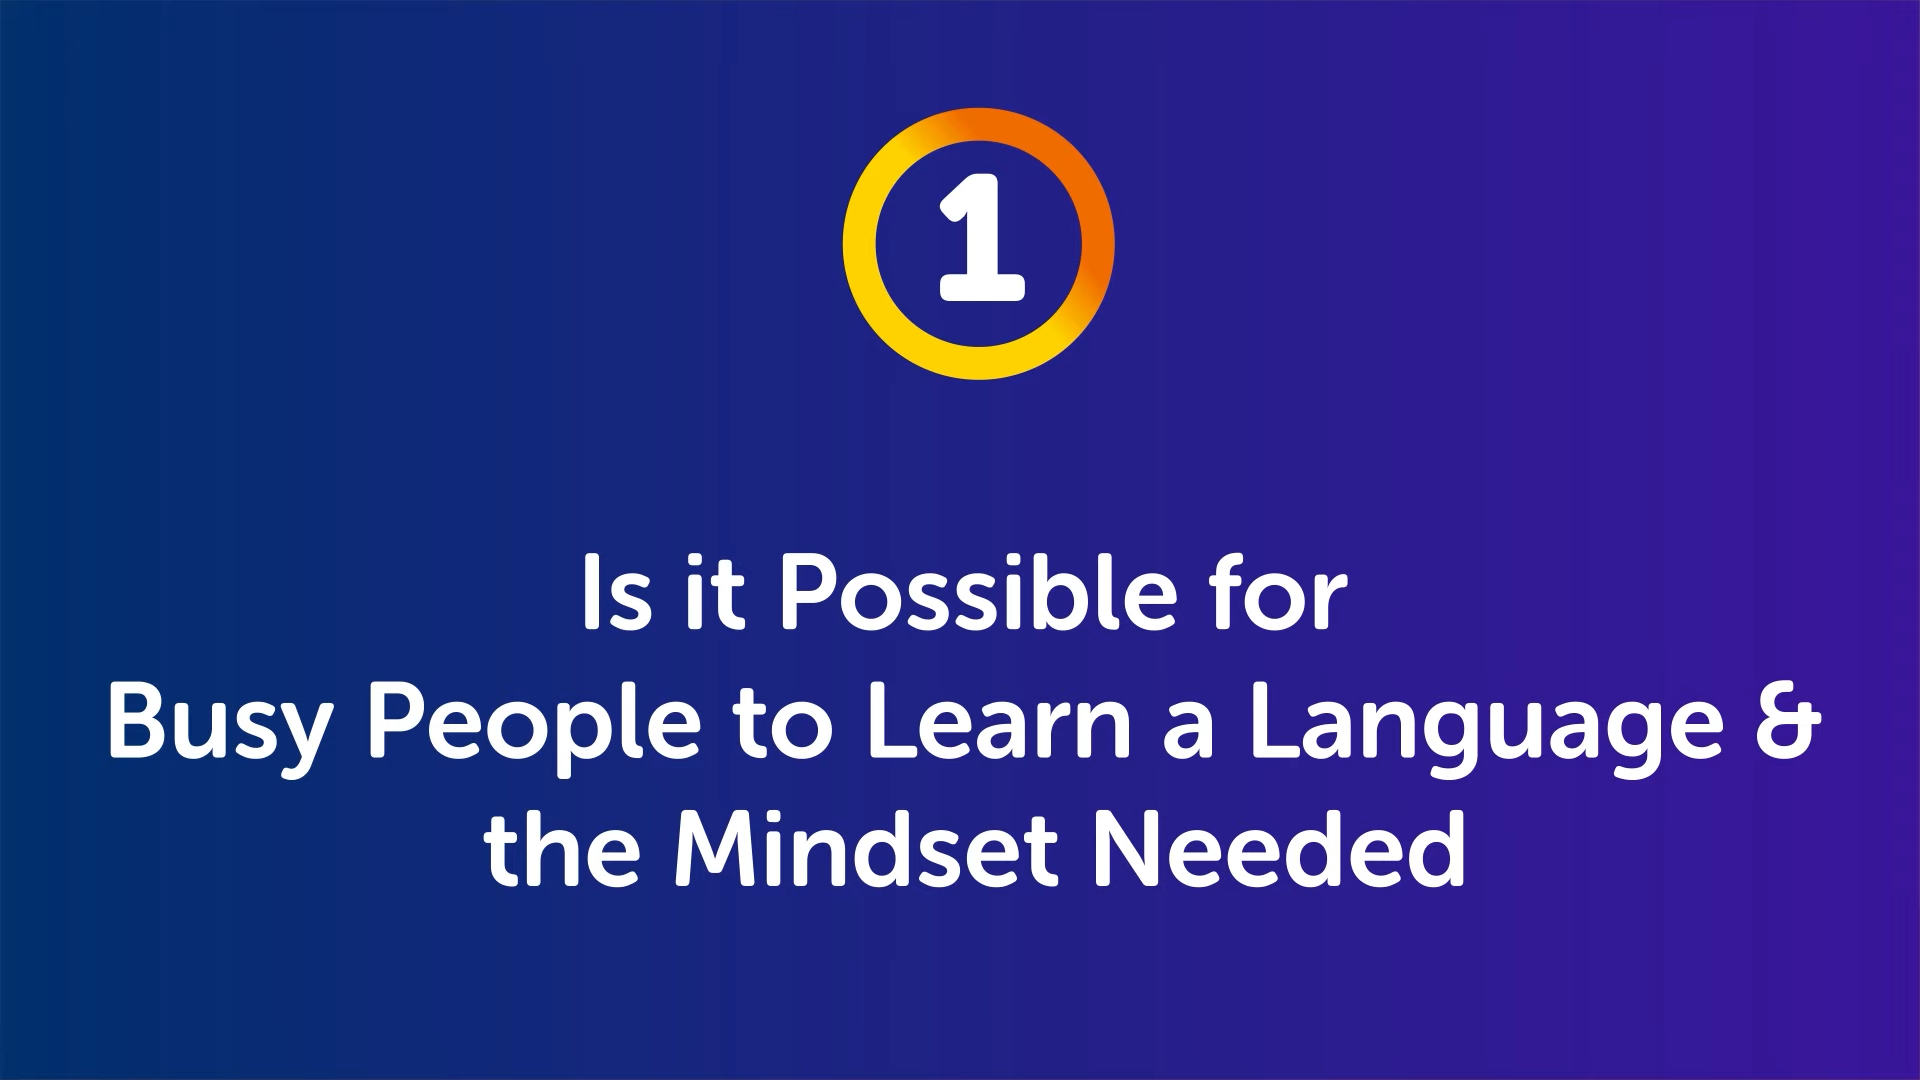 1
Is it Possible for
Busy People to Learn a Language &
the Mindset Needed